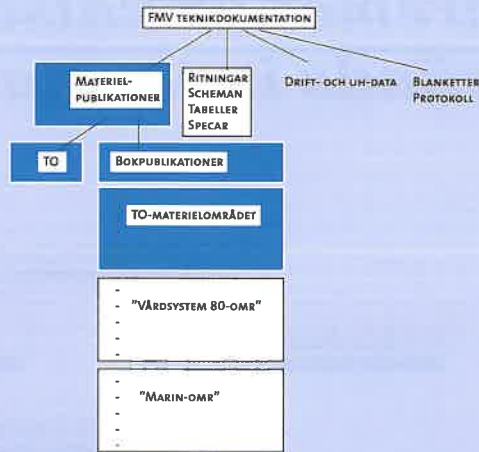 FMV TEKNIKDOKUMENTATION
MATERIEL-
PUBLIKATIONER
RITNINGAR
SCHEMAN
TABELLER
SPECAR
DRIFT- OCH UH-DATA
BLANKETTER
PROTOKOLL
TO
BOKPUBLIKATIONER
TO-MATERIELOMRÅDET
-
- "VÅRDSYSTEM 80-OMR"
-
-
-
-
- "MARIN-OMR"
-
-
-